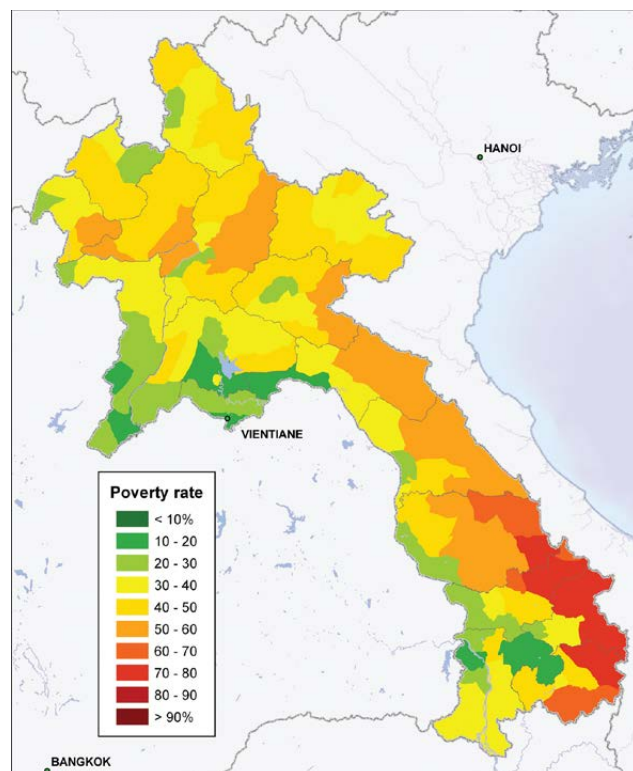 HANOI
VIENTIANE
Poverty rate
< 10%
10 - 20
20 - 30
30 - 40
40 - 50
50 - 60
60 - 70
70 - 80
80 - 90
> 90%
BANGKOK